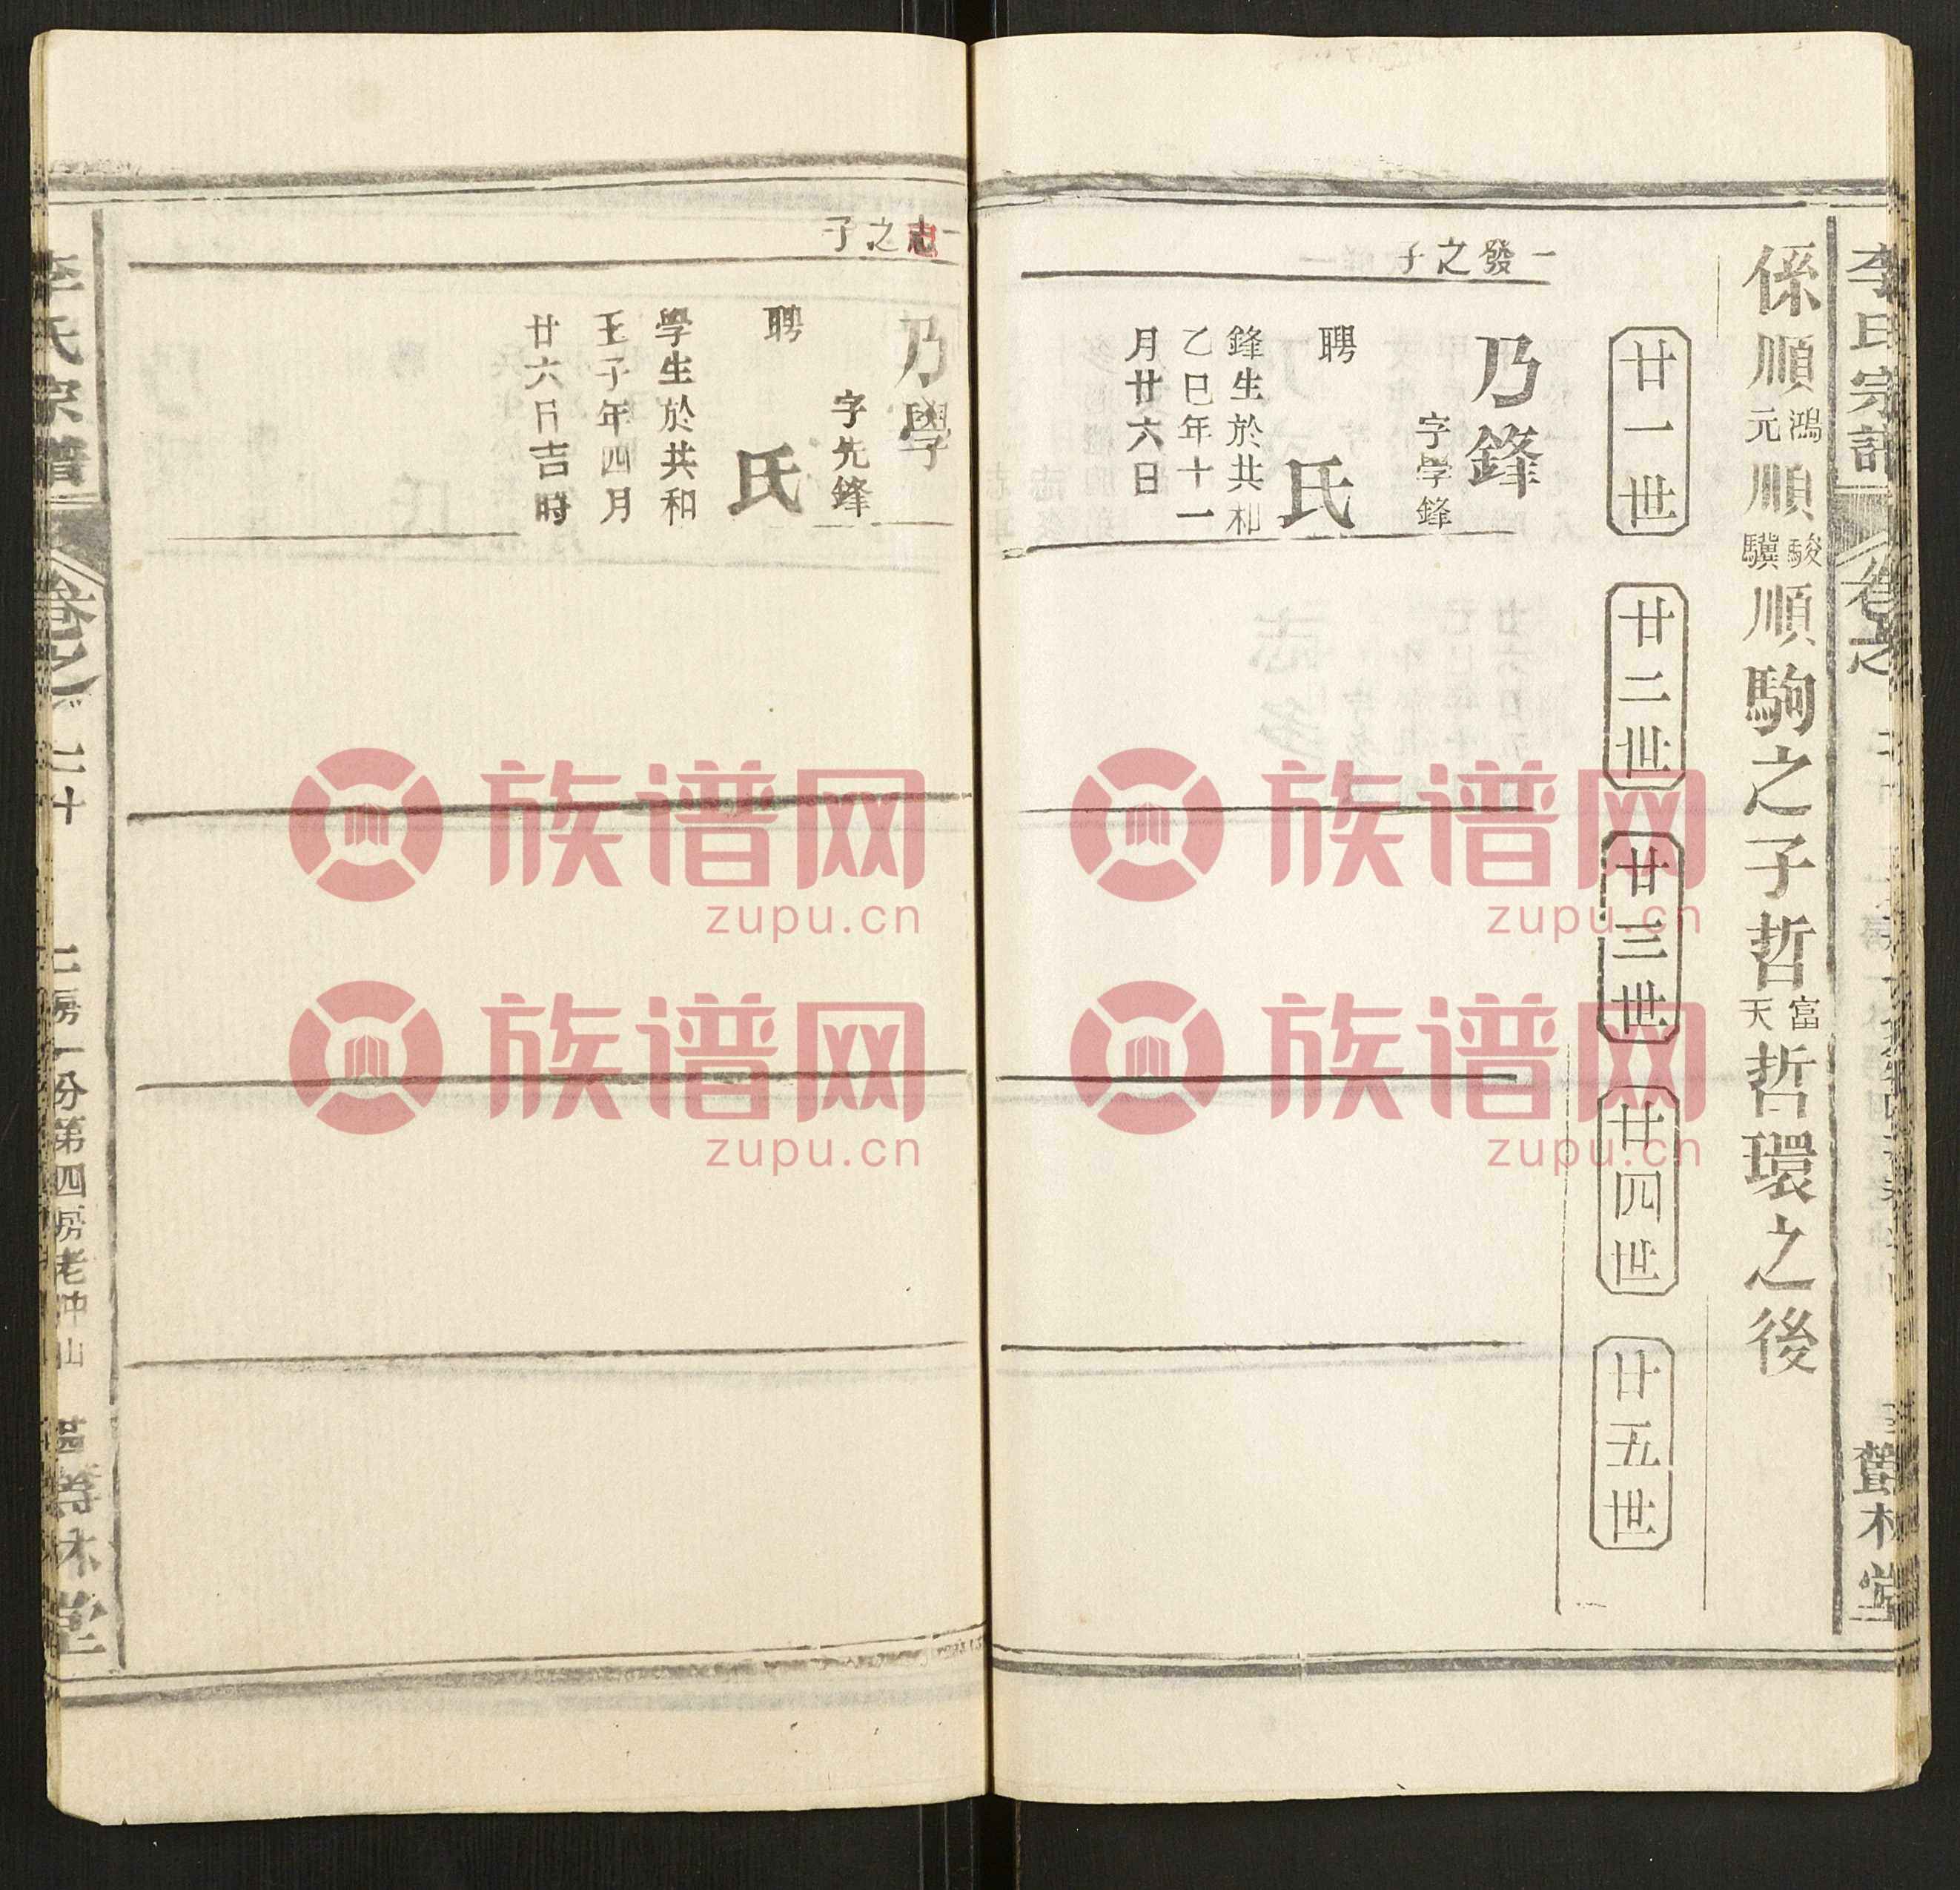 李氏宗譜
係順鴻元順駿驥順駒之子哲富天哲環之後
廿一世
廿二世
廿三世
廿四世
廿五世
一發之子
乃鋒
字學鋒
聘
氏
鋒生於共和
乙巳年十一
月廿六日
一志之子
乃學
字先鋒
聘
氏
學生於共和
壬子年四月
廿六日吉時
李氏宗譜
卷之
二十
二房一分第四房老冲山
林堂
族谱网
zupu.cn
族谱网
zupu.cn
族谱网
zupu.cn
族谱网
zupu.cn